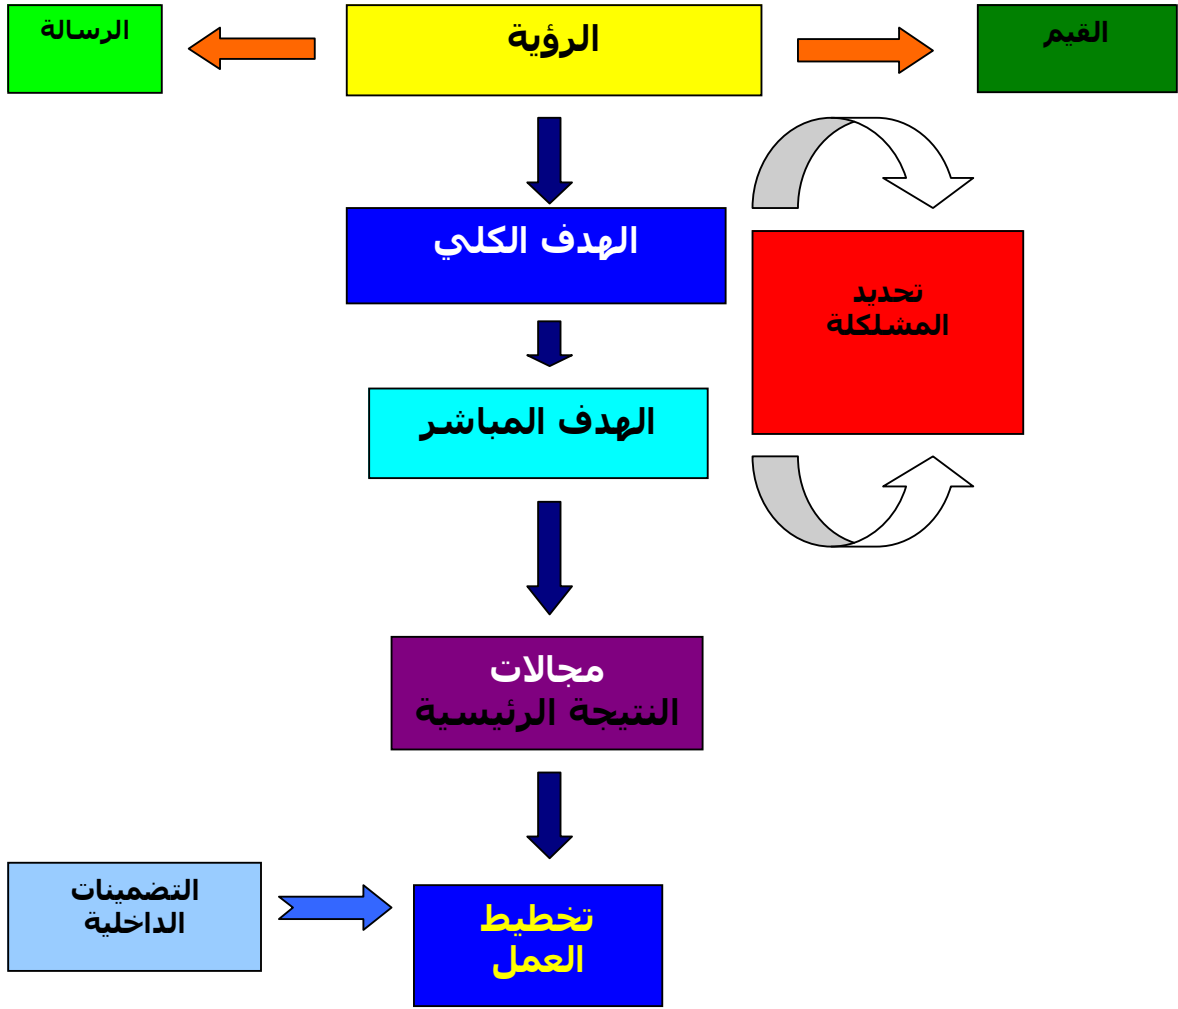 القيم
الرؤية
الرسالة
الهدف الكلي
تحديد
المشلكلة
الهدف المباشر
مجالات
النتيجة الرئيسية
تخطيط
العمل
التضمينات
الداخلية